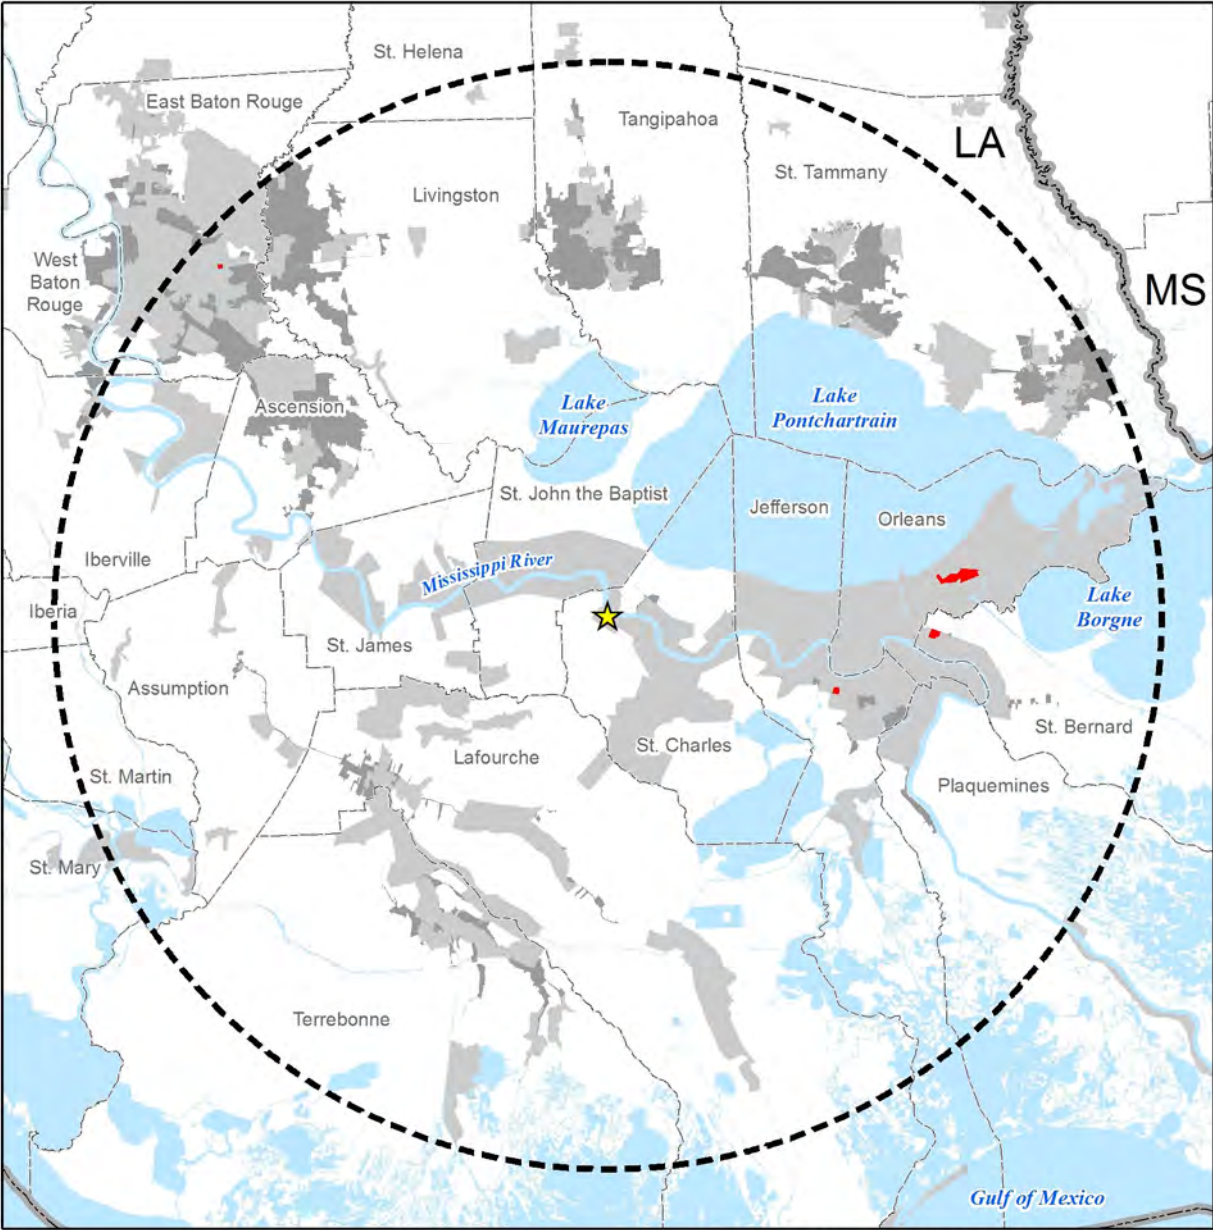 St. Helena
East Baton Rouge
Tangipahoa
LA
St. Tammany
Livingston
West
Baton
Rouge
MS
Lake
Maurepas
Lake
Pontchartrain
Ascension
St. John the Baptist
Jefferson
Orleans
Iberville
Mississippi River
Iberia
Lake
Borgne
St. James
Assumption
St. Bernard
St. Charles
Lafourche
St. Martin
Plaquemines
St. Mary
Terrebonne
Gulf of Mexico